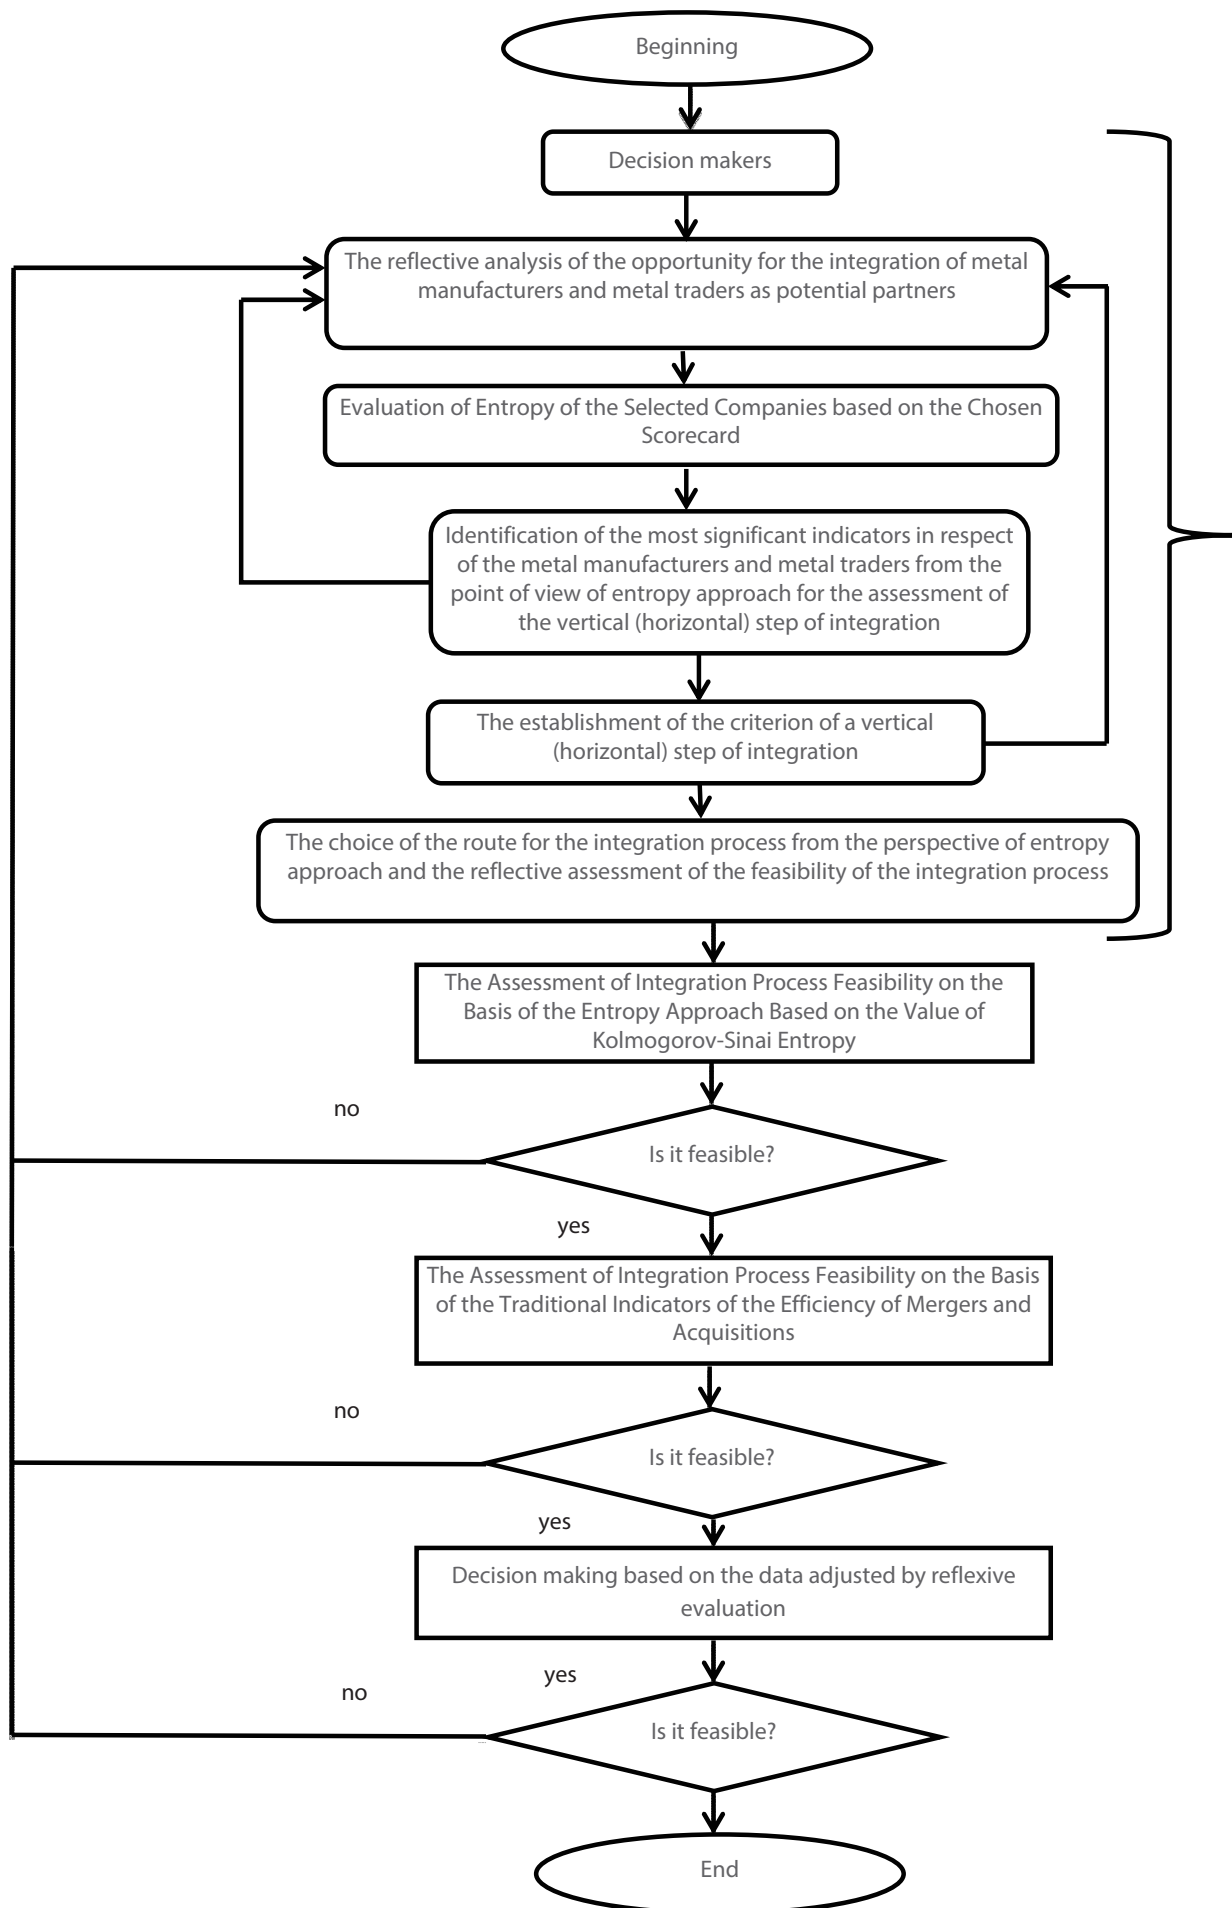 Beginning
Decision makers
The reflective analysis of the opportunity for the integration of metal
manufacturers and metal traders as potential partners
Evaluation of Entropy of the Selected Companies based on the Chosen
Scorecard
Identification of the most significant indicators in respect
of the metal manufacturers and metal traders from the
point of view of entropy approach for the assessment of
the vertical (horizontal) step of integration
The establishment of the criterion of a vertical
(horizontal) step of integration
The choice of the route for the integration process from the perspective of entropy
approach and the reflective assessment of the feasibility of the integration process
The Assessment of Integration Process Feasibility on the
Basis of the Entropy Approach Based on the Value of
Kolmogorov-Sinai Entropy
no
Is it feasible?
yes
The Assessment of Integration Process Feasibility on the Basis
of the Traditional Indicators of the Efficiency of Mergers and
Acquisitions
no
Is it feasible?
yes
Decision making based on the data adjusted by reflexive
evaluation
yes
no
Is it feasible?
End